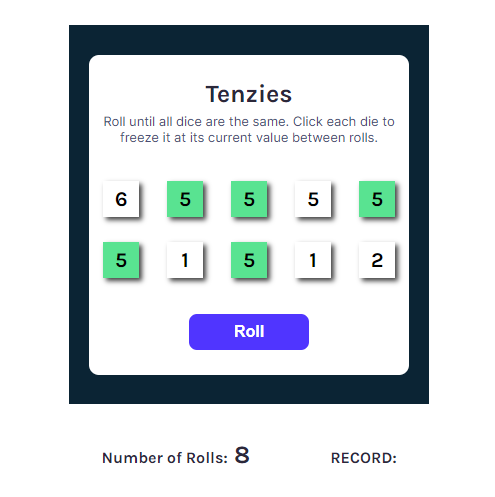 Tenzies
Roll until all dice are the same. Click each die to
freeze it at its current value between rolls.
6 5 5 5 5
5 1 5 1 2
Roll
Number of Rolls: 8 RECORD: